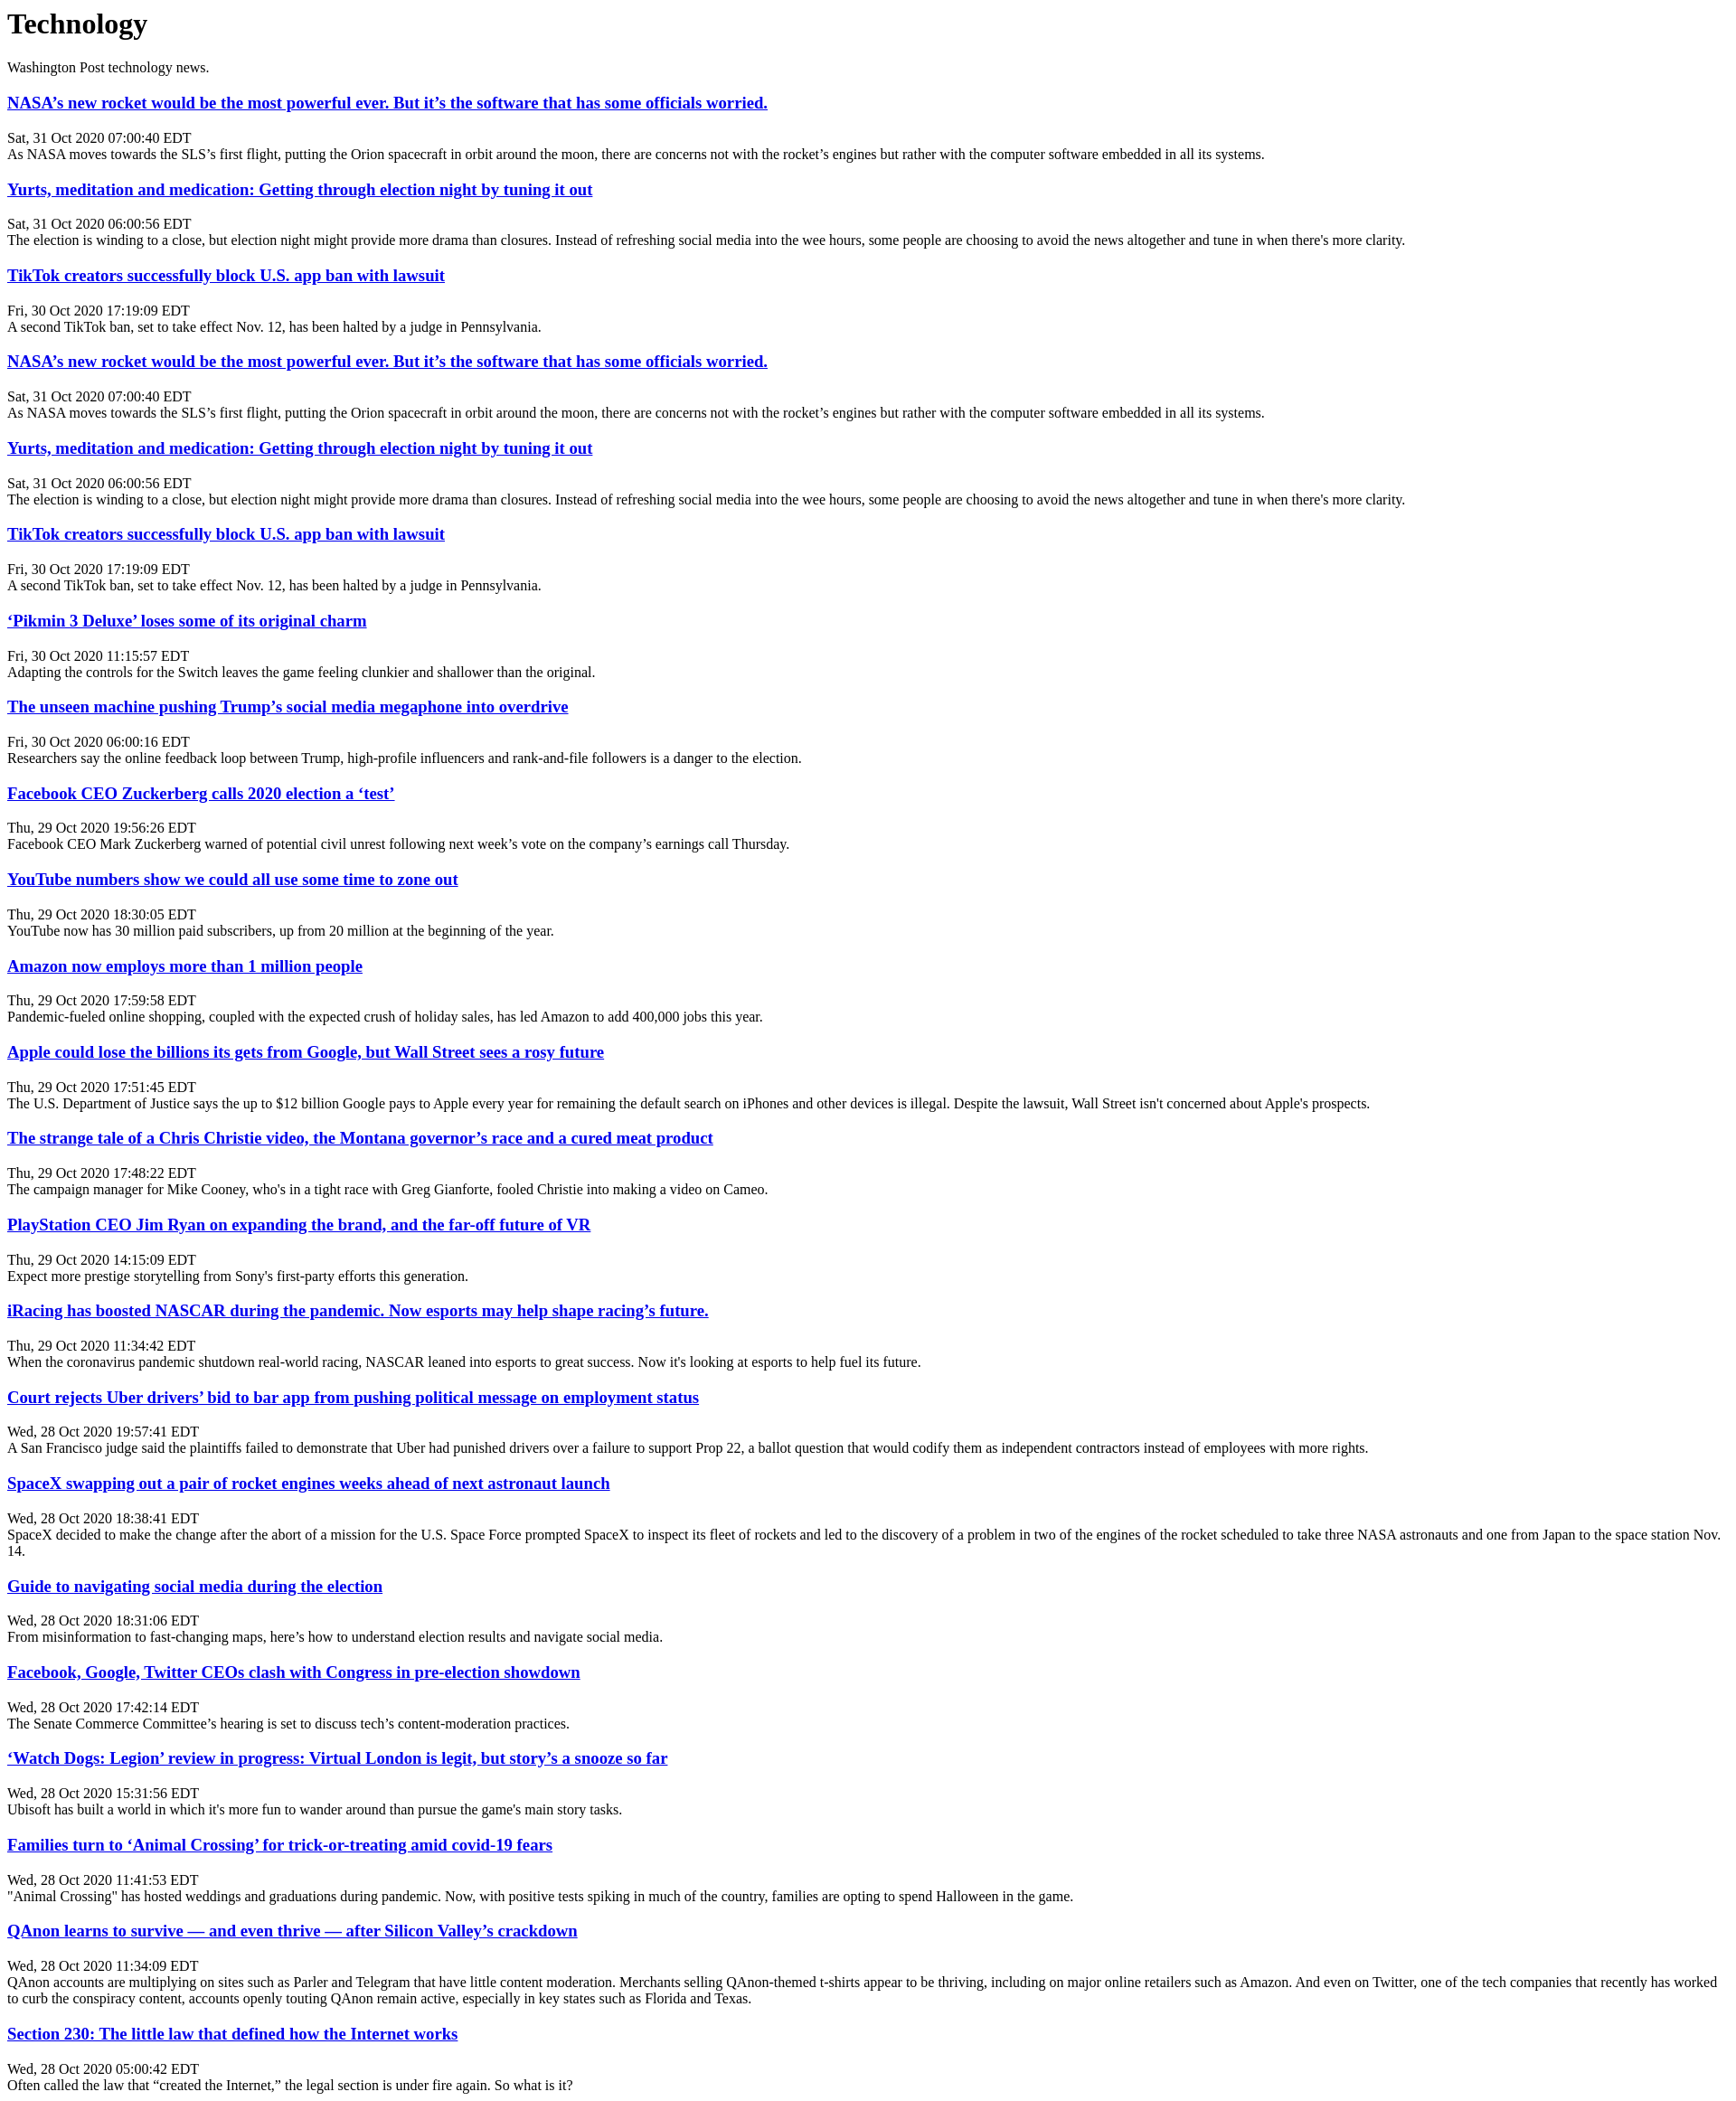 Technology
Washington Post technology news.
NASA’s new rocket would be the most powerful ever. But it’s the software that has some officials worried.
Sat, 31 Oct 2020 07:00:40 EDT
As NASA moves towards the SLS’s first flight, putting the Orion spacecraft in orbit around the moon, there are concerns not with the rocket’s engines but rather with the computer software embedded in all its systems.
Yurts, meditation and medication: Getting through election night by tuning it out
Sat, 31 Oct 2020 06:00:56 EDT
The election is winding to a close, but election night might provide more drama than closures. Instead of refreshing social media into the wee hours, some people are choosing to avoid the news altogether and tune in when there's more clarity.
TikTok creators successfully block U.S. app ban with lawsuit
Fri, 30 Oct 2020 17:19:09 EDT
A second TikTok ban, set to take effect Nov. 12, has been halted by a judge in Pennsylvania.
NASA’s new rocket would be the most powerful ever. But it’s the software that has some officials worried.
Sat, 31 Oct 2020 07:00:40 EDT
As NASA moves towards the SLS’s first flight, putting the Orion spacecraft in orbit around the moon, there are concerns not with the rocket’s engines but rather with the computer software embedded in all its systems.
Yurts, meditation and medication: Getting through election night by tuning it out
Sat, 31 Oct 2020 06:00:56 EDT
The election is winding to a close, but election night might provide more drama than closures. Instead of refreshing social media into the wee hours, some people are choosing to avoid the news altogether and tune in when there's more clarity.
TikTok creators successfully block U.S. app ban with lawsuit
Fri, 30 Oct 2020 17:19:09 EDT
A second TikTok ban, set to take effect Nov. 12, has been halted by a judge in Pennsylvania.
‘Pikmin 3 Deluxe’ loses some of its original charm
Fri, 30 Oct 2020 11:15:57 EDT
Adapting the controls for the Switch leaves the game feeling clunkier and shallower than the original.
The unseen machine pushing Trump’s social media megaphone into overdrive
Fri, 30 Oct 2020 06:00:16 EDT
Researchers say the online feedback loop between Trump, high-profile influencers and rank-and-file followers is a danger to the election.
Facebook CEO Zuckerberg calls 2020 election a ‘test’
Thu, 29 Oct 2020 19:56:26 EDT
Facebook CEO Mark Zuckerberg warned of potential civil unrest following next week’s vote on the company’s earnings call Thursday.
YouTube numbers show we could all use some time to zone out
Thu, 29 Oct 2020 18:30:05 EDT
YouTube now has 30 million paid subscribers, up from 20 million at the beginning of the year.
Amazon now employs more than 1 million people
Thu, 29 Oct 2020 17:59:58 EDT
Pandemic-fueled online shopping, coupled with the expected crush of holiday sales, has led Amazon to add 400,000 jobs this year.
Apple could lose the billions its gets from Google, but Wall Street sees a rosy future
Thu, 29 Oct 2020 17:51:45 EDT
The U.S. Department of Justice says the up to $12 billion Google pays to Apple every year for remaining the default search on iPhones and other devices is illegal. Despite the lawsuit, Wall Street isn't concerned about Apple's prospects.
The strange tale of a Chris Christie video, the Montana governor’s race and a cured meat product
Thu, 29 Oct 2020 17:48:22 EDT
The campaign manager for Mike Cooney, who's in a tight race with Greg Gianforte, fooled Christie into making a video on Cameo.
PlayStation CEO Jim Ryan on expanding the brand, and the far-off future of VR
Thu, 29 Oct 2020 14:15:09 EDT
Expect more prestige storytelling from Sony's first-party efforts this generation.
iRacing has boosted NASCAR during the pandemic. Now esports may help shape racing’s future.
Thu, 29 Oct 2020 11:34:42 EDT
When the coronavirus pandemic shutdown real-world racing, NASCAR leaned into esports to great success. Now it's looking at esports to help fuel its future.
Court rejects Uber drivers’ bid to bar app from pushing political message on employment status
Wed, 28 Oct 2020 19:57:41 EDT
A San Francisco judge said the plaintiffs failed to demonstrate that Uber had punished drivers over a failure to support Prop 22, a ballot question that would codify them as independent contractors instead of employees with more rights.
SpaceX swapping out a pair of rocket engines weeks ahead of next astronaut launch
Wed, 28 Oct 2020 18:38:41 EDT
SpaceX decided to make the change after the abort of a mission for the U.S. Space Force prompted SpaceX to inspect its fleet of rockets and led to the discovery of a problem in two of the engines of the rocket scheduled to take three NASA astronauts and one from Japan to the space station Nov.
14.
Guide to navigating social media during the election
Wed, 28 Oct 2020 18:31:06 EDT
From misinformation to fast-changing maps, here’s how to understand election results and navigate social media.
Facebook, Google, Twitter CEOs clash with Congress in pre-election showdown
Wed, 28 Oct 2020 17:42:14 EDT
The Senate Commerce Committee’s hearing is set to discuss tech’s content-moderation practices.
‘Watch Dogs: Legion’ review in progress: Virtual London is legit, but story’s a snooze so far
Wed, 28 Oct 2020 15:31:56 EDT
Ubisoft has built a world in which it's more fun to wander around than pursue the game's main story tasks.
Families turn to ‘Animal Crossing’ for trick-or-treating amid covid-19 fears
Wed, 28 Oct 2020 11:41:53 EDT
"Animal Crossing" has hosted weddings and graduations during pandemic. Now, with positive tests spiking in much of the country, families are opting to spend Halloween in the game.
QAnon learns to survive — and even thrive — after Silicon Valley’s crackdown
Wed, 28 Oct 2020 11:34:09 EDT
QAnon accounts are multiplying on sites such as Parler and Telegram that have little content moderation. Merchants selling QAnon-themed t-shirts appear to be thriving, including on major online retailers such as Amazon. And even on Twitter, one of the tech companies that recently has worked
to curb the conspiracy content, accounts openly touting QAnon remain active, especially in key states such as Florida and Texas.
Section 230: The little law that defined how the Internet works
Wed, 28 Oct 2020 05:00:42 EDT
Often called the law that “created the Internet,” the legal section is under fire again. So what is it?